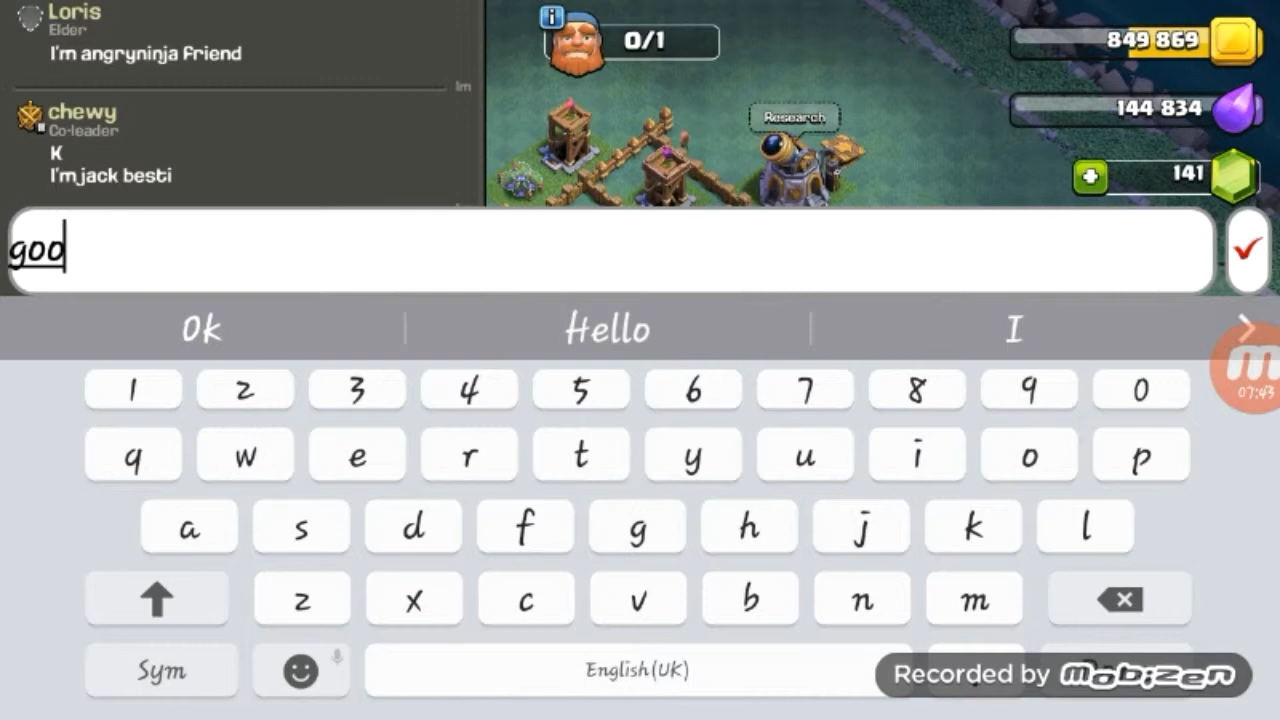 Loris
Elder
I'm angryninja friend
1m
chewy
Co-leader
K
I'm jack besti
i
0/1
849 869
144 834
141
Research
goo
Ok
Hello
I
07:43
1 2 3 4 5 6 7 8 9 0
q w e r t y u i o p
a s d f g h j k l
z x c v b n m
Sym
English(UK)
Recorded by mobizen